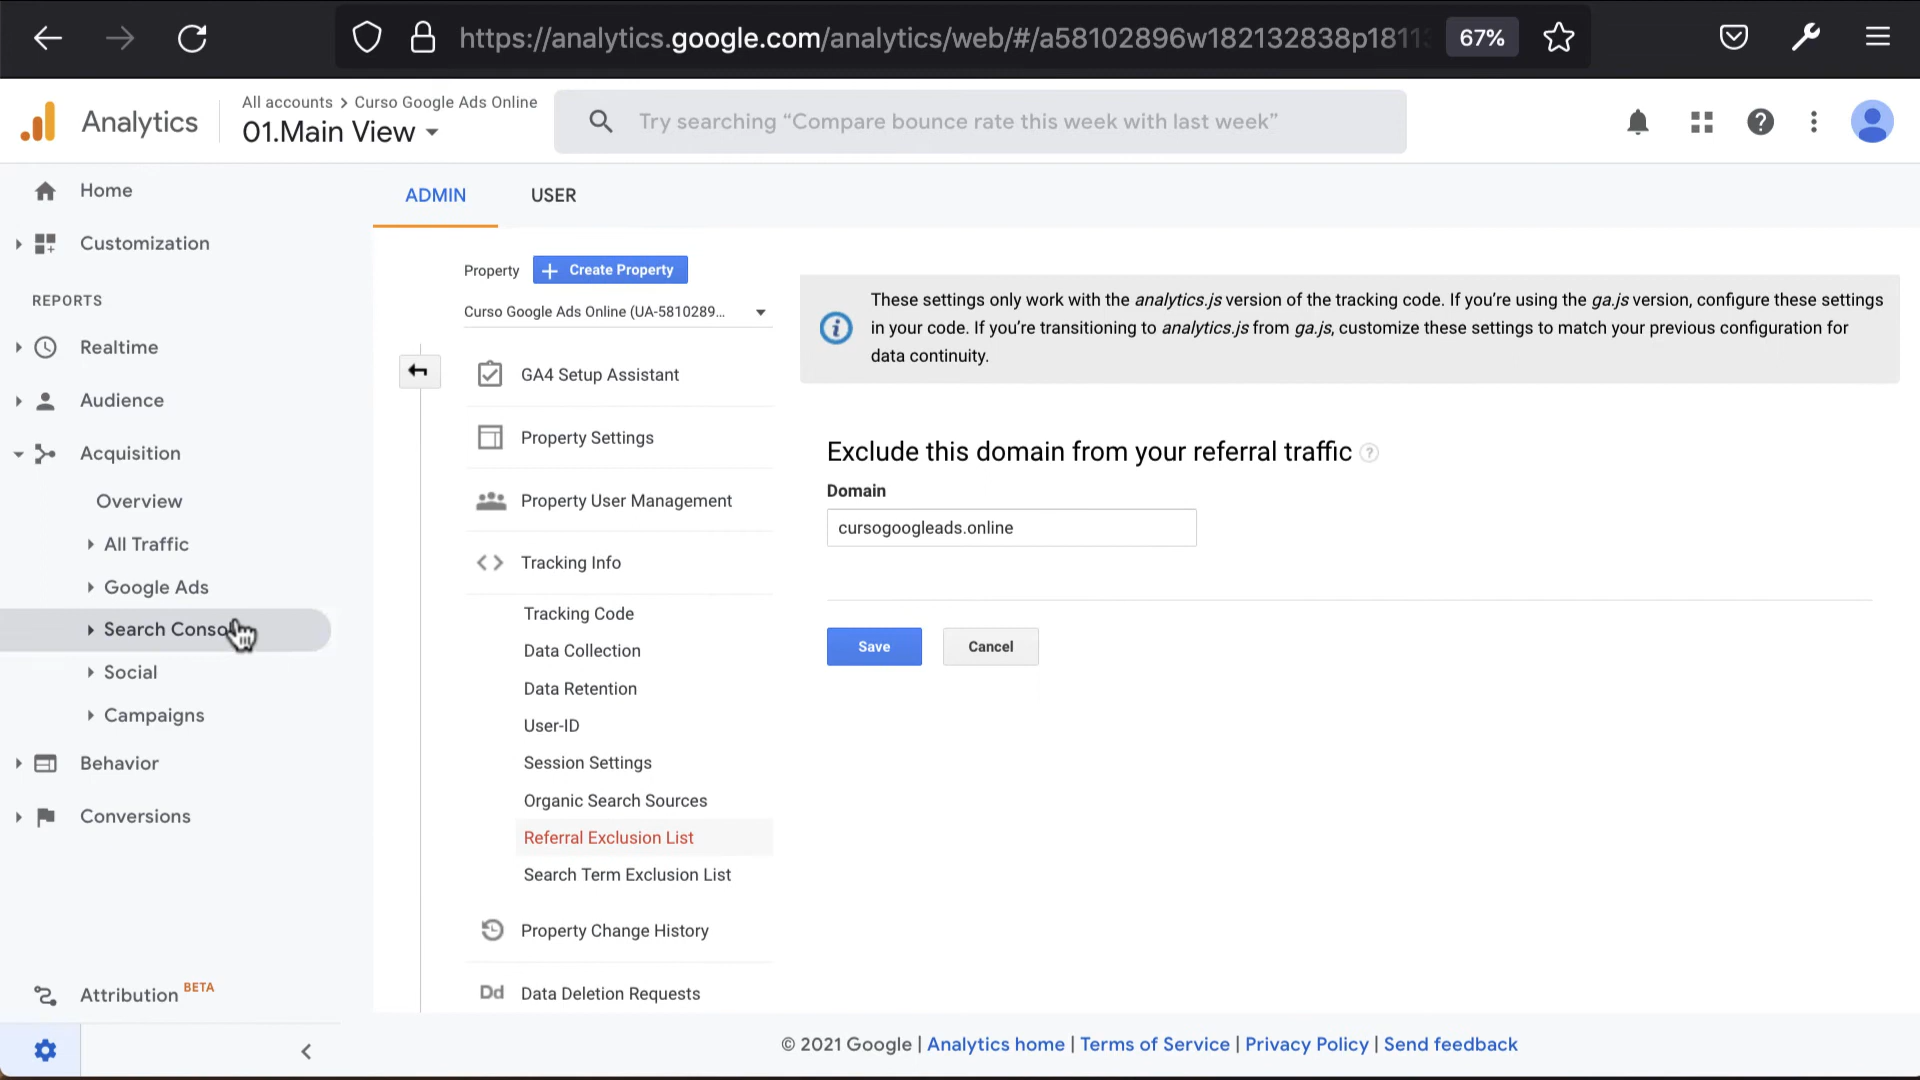 https://analytics.google.com/analytics/web/#/a58102896w182132838p1811
67%
Analytics
All accounts > Curso Google Ads Online
01.Main View
Try searching “Compare bounce rate this week with last week”
Home
Customization
REPORTS
Realtime
Audience
Acquisition
Overview
All Traffic
Google Ads
Search Conso
Social
Campaigns
Behavior
Conversions
Attribution BETA
ADMIN
USER
Property
Create Property
Curso Google Ads Online (UA-5810289...
GA4 Setup Assistant
Property Settings
Property User Management
Tracking Info
Tracking Code
Data Collection
Data Retention
User-ID
Session Settings
Organic Search Sources
Referral Exclusion List
Search Term Exclusion List
Property Change History
Dd Data Deletion Requests
These settings only work with the analytics.js version of the tracking code. If you’re using the ga.js version, configure these settings
in your code. If you’re transitioning to analytics.js from ga.js, customize these settings to match your previous configuration for
data continuity.
Exclude this domain from your referral traffic
Domain
cursogoogleads.online
Save
Cancel
© 2021 Google | Analytics home | Terms of Service | Privacy Policy | Send feedback